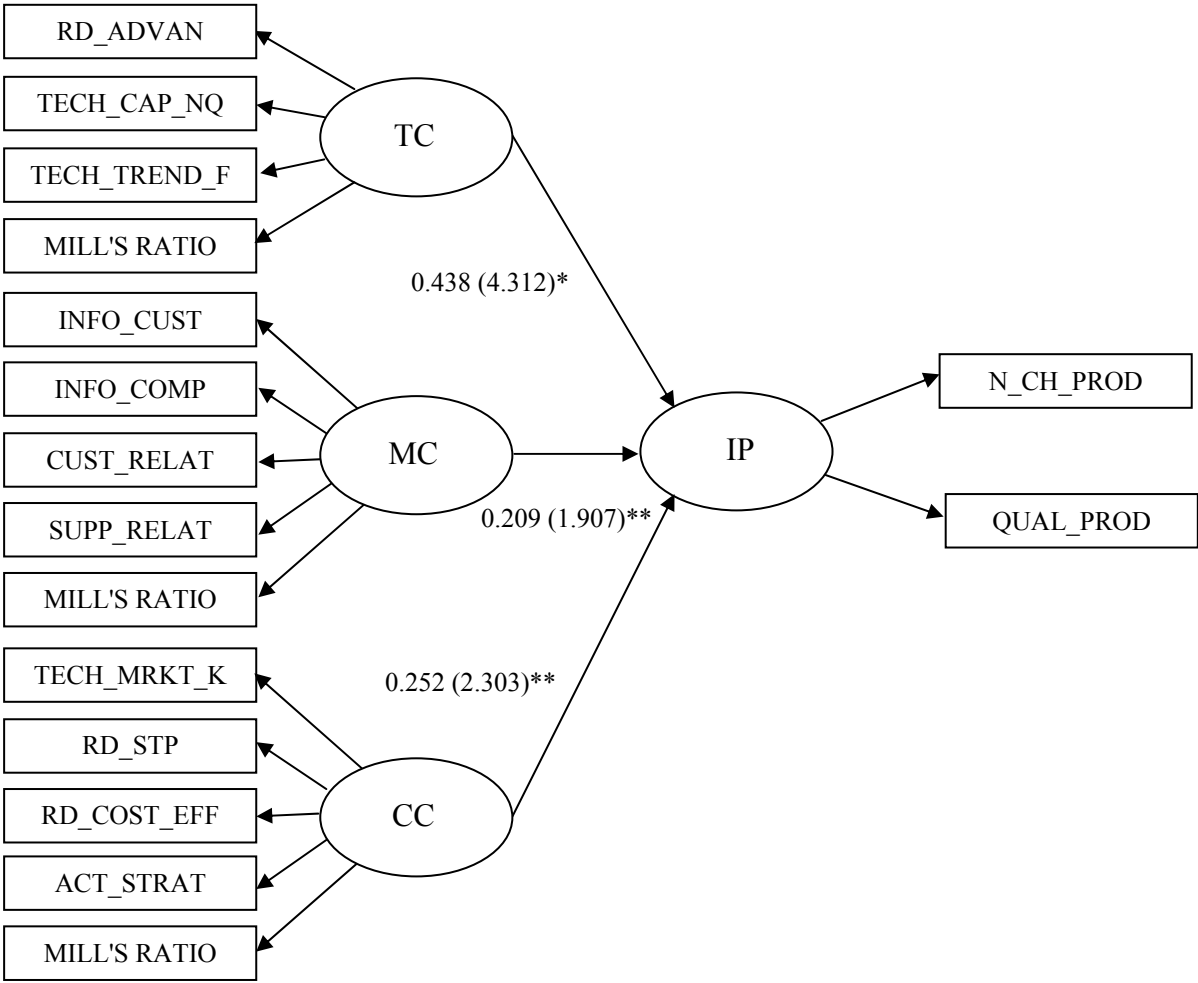 RD_ADVAN
TECH_CAP_NQ
TECH_TREND_F
MILL'S RATIO
TC
0.438 (4.312)*
INFO_CUST
INFO_COMP
CUST_RELAT
SUPP_RELAT
MILL'S RATIO
MC
0.209 (1.907)**
IP
N_CH_PROD
QUAL_PROD
TECH_MRKT_K
RD_STP
RD_COST_EFF
ACT_STRAT
MILL'S RATIO
CC
0.252 (2.303)**